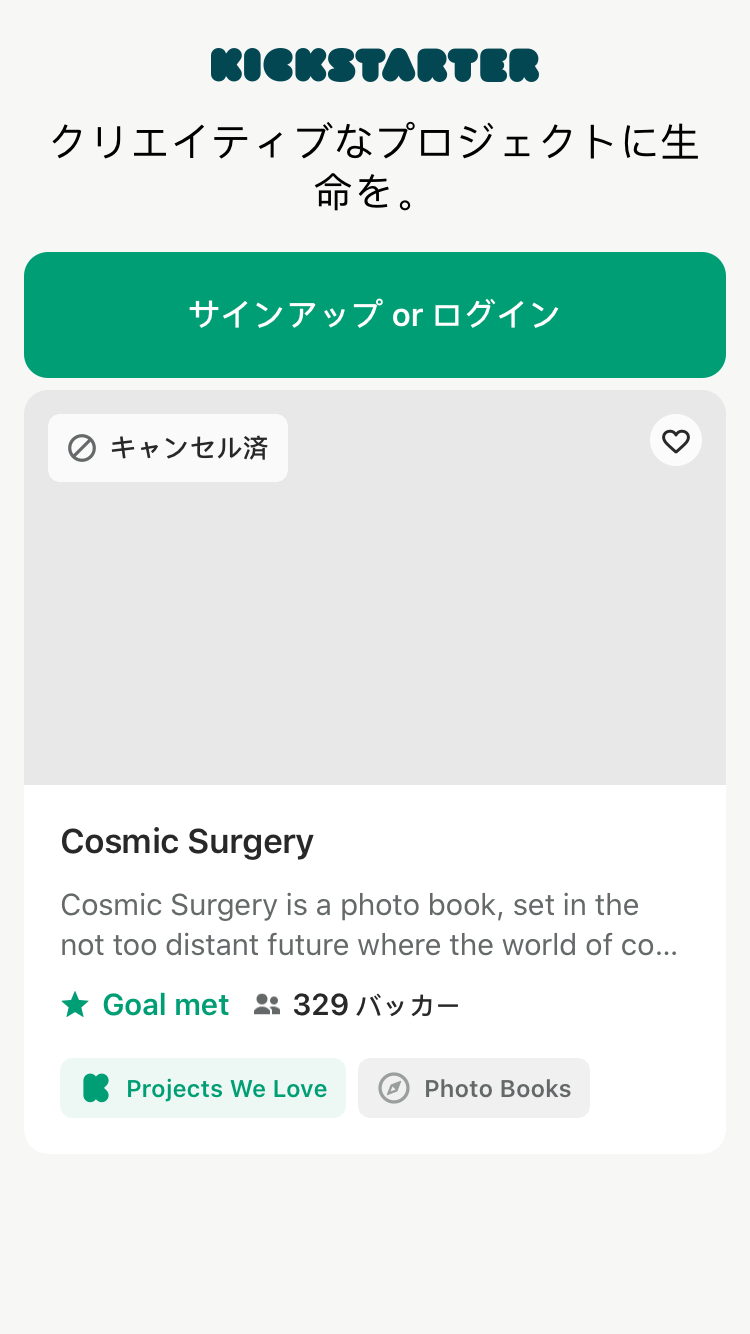 KICKSTARTER
クリエイティブなプロジェクトに生
命を。
サインアップ or ログイン
キャンセル済
Cosmic Surgery
Cosmic Surgery is a photo book, set in the
not too distant future where the world of co...
Goal met 329 バッカー
Projects We Love Photo Books